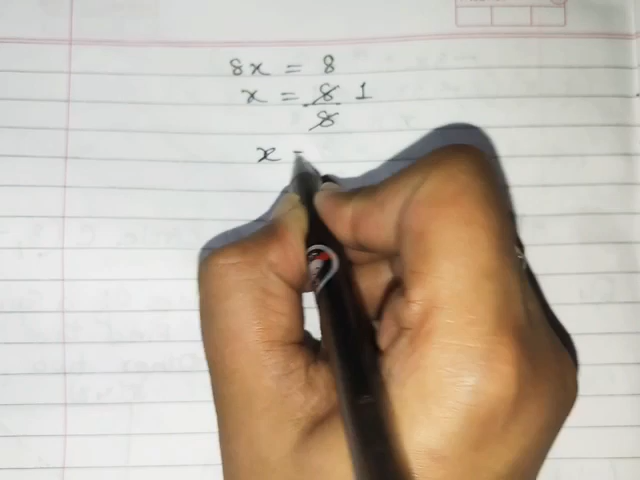 8x = 8
x = 8/8 1
x =